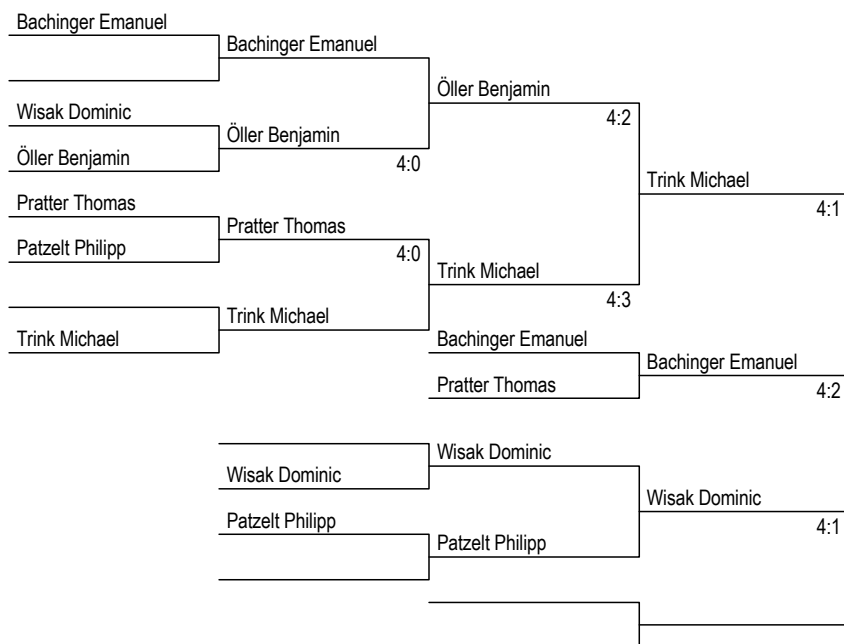 Bachinger Emanuel
Bachinger Emanuel
Öller Benjamin
Wisak Dominic
4:2
Öller Benjamin
Öller Benjamin
4:0
Trink Michael
Pratter Thomas
4:1
Pratter Thomas
Patzelt Philipp
4:0
Trink Michael
4:3
Trink Michael
Trink Michael
Bachinger Emanuel
Bachinger Emanuel
Pratter Thomas
4:2
Wisak Dominic
Wisak Dominic
Wisak Dominic
Patzelt Philipp
4:1
Patzelt Philipp